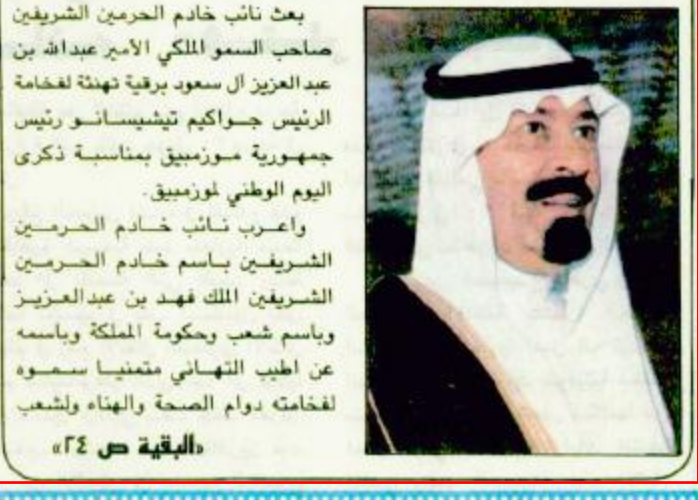 بعث نائب خادم الحرمين الشريفين
صاحب السمو الملكي الأمير عبدالله بن
عبدالعزيز آل سعود برقية تهنئة لفخامة
الرئيس جواكيم تيشيسانو رئيس
جمهورية موزمبيق بمناسبة ذكرى
اليوم الوطني لموزمبيق.
واعرب نائب خادم الحرمين
الشريفين باسم خادم الحرمين
الشريفين الملك فهد بن عبدالعزيز
وباسم شعب وحكومة المملكة وباسمه
عن اطيب التهاني متمنيا سموه
لفخامته دوام الصحة والهناء ولشعب
«البقية ص ٢٤»